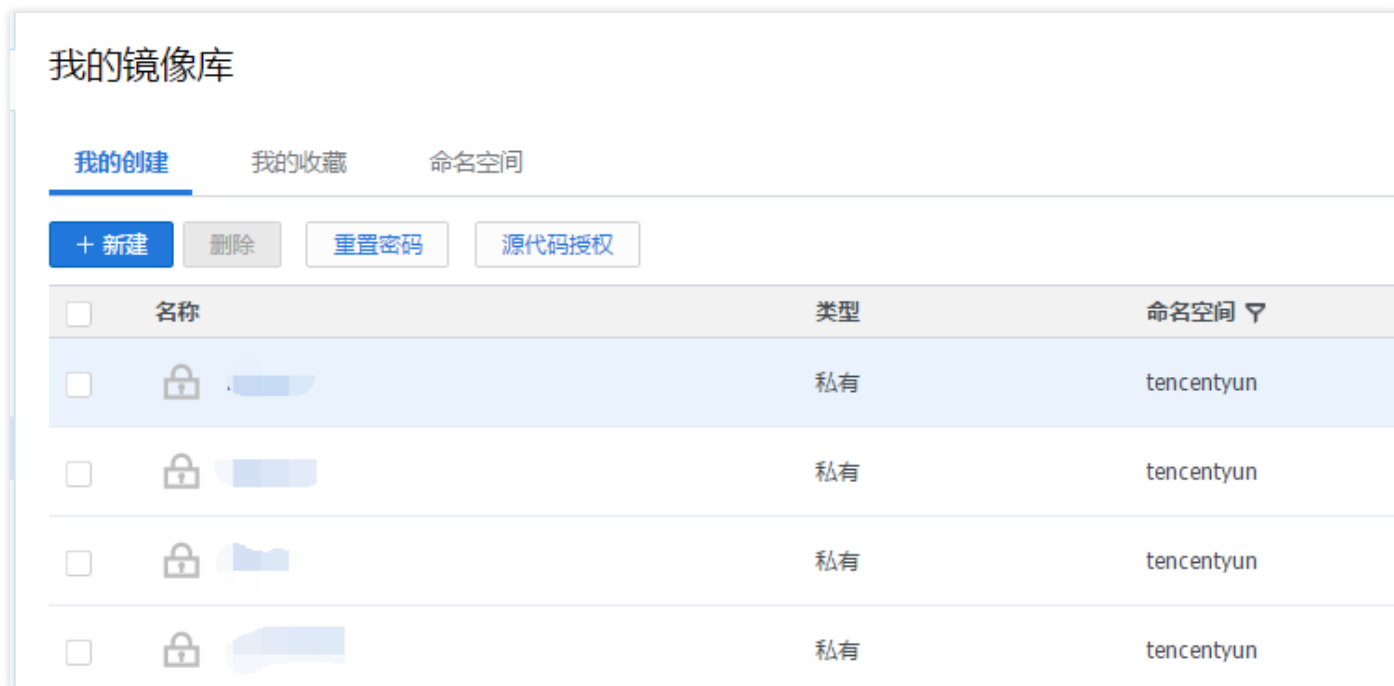 我的镜像库
我的创建 我的收藏 命名空间
+ 新建 删除 重置密码 源代码授权
名称 类型 命名空间
私有 tencentyun
私有 tencentyun
私有 tencentyun
私有 tencentyun